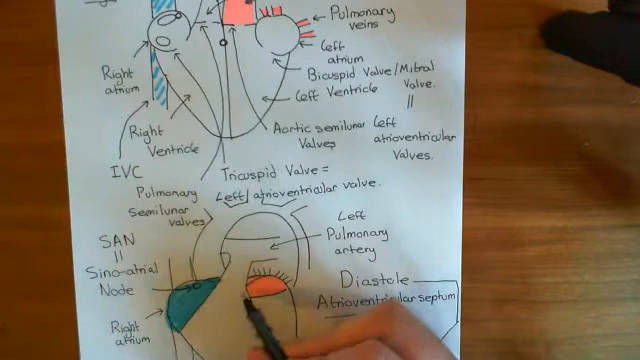 Pulmonary
veins
Left
atrium
Bicuspid Valve/Mitral
Valve.
Left Ventricle
||
Left
atrioventricular
Valves.
Aortic semilunar
Valves
Right
atrium
Right
Ventricle
IVC
Tricuspid Valve =
Left/atrioventricular valve.
Pulmonary
Semilunar
valves
Left
Pulmonary
artery
SAN
||
Sino-atrial
Node
Right
atrium
Diastole
Atrioventricular septum